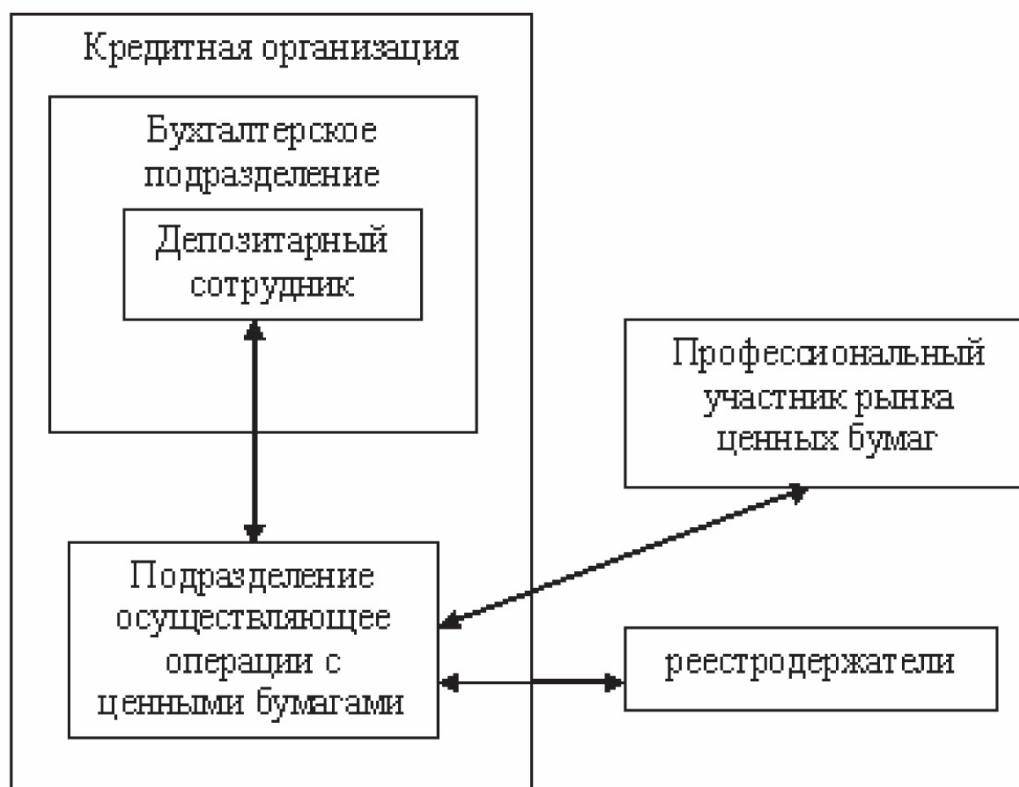 Кредитная организация
Бухгалтерское
подразделение
Депозитарный
сотрудник
Профессиональный
участник рынка
ценных бумаг
Подразделение
осуществляющее
операции с
ценными бумагами
реестродержатели